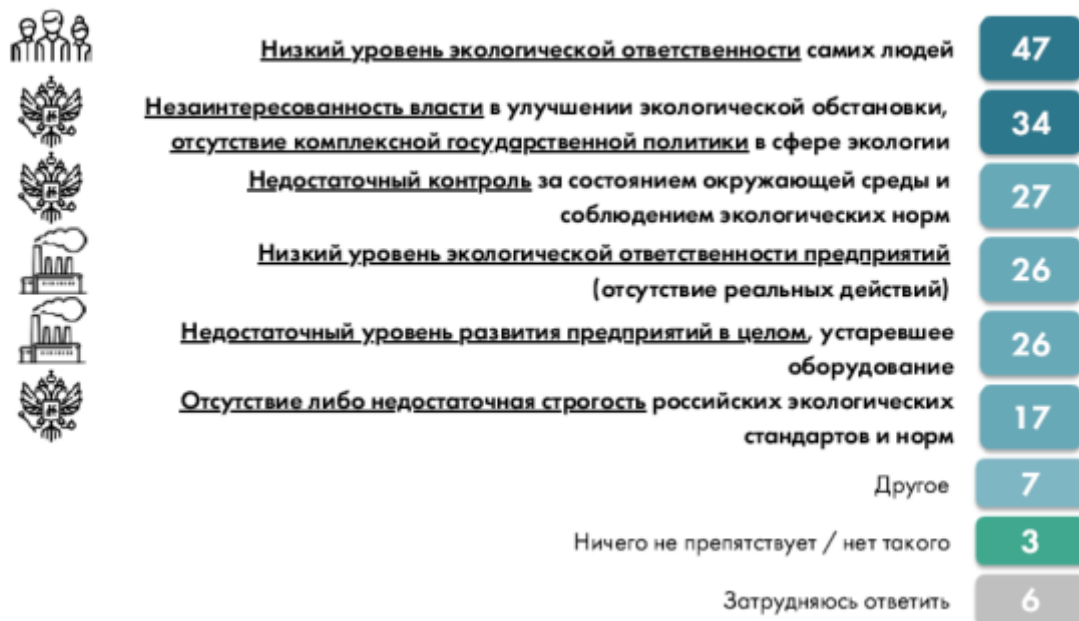 Низкий уровень экологической ответственности самих людей
47
Незаинтересованность власти в улучшении экологической обстановки,
отсутствие комплексной государственной политики в сфере экологии
34
Недостаточный контроль за состоянием окружающей среды и
соблюдением экологических норм
27
Низкий уровень экологической ответственности предприятий
(отсутствие реальных действий)
26
Недостаточный уровень развития предприятий в целом, устаревшее
оборудование
26
Отсутствие либо недостаточная строгость российских экологических
стандартов и норм
17
Другое
7
Ничего не препятствует / нет такого
3
Затрудняюсь ответить
6